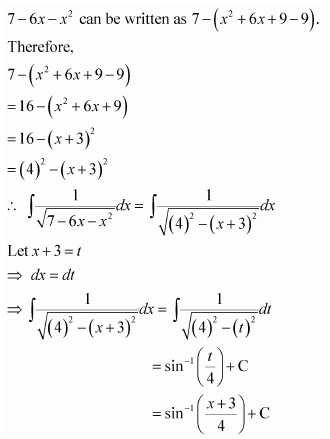 7 − 6x − x² can be written as 7 − (x² + 6x + 9 − 9).
Therefore,
7 − (x² + 6x + 9 − 9)
= 16 − (x² + 6x + 9)
= 16 − (x + 3)²
= (4)² − (x + 3)²
∴ ∫ 1/√(7 − 6x − x²) dx = ∫ 1/√((4)² − (x + 3)²) dx
Let x + 3 = t
⇒ dx = dt
⇒ ∫ 1/√((4)² − (x + 3)²) dx = ∫ 1/√((4)² − (t)²) dt
= sin⁻¹(t/4) + C
= sin⁻¹((x + 3)/4) + C